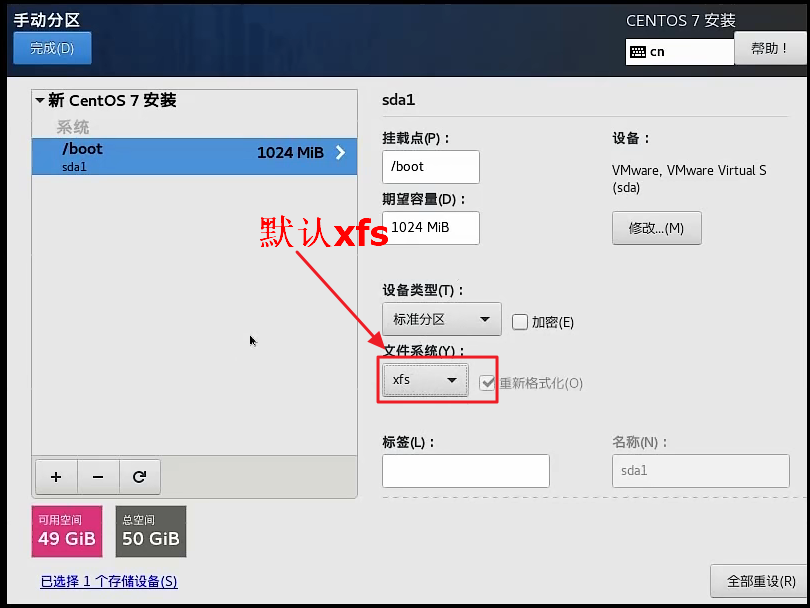 手动分区
CENTOS 7 安装
完成(D)
cn
帮助！
新 CentOS 7 安装
系统
/boot
1024 MiB
sda1
sda1
挂载点(P)：
/boot
期望容量(D)：
1024 MiB
设备：
VMware, VMware Virtual S
(sda)
修改...(M)
默认xfs
设备类型(T)：
标准分区
加密(E)
文件系统(Y)：
xfs
重新格式化(O)
标签(L)：
名称(N)：
sda1
可用空间
49 GiB
总空间
50 GiB
已选择 1 个存储设备(S)
全部重设(R)